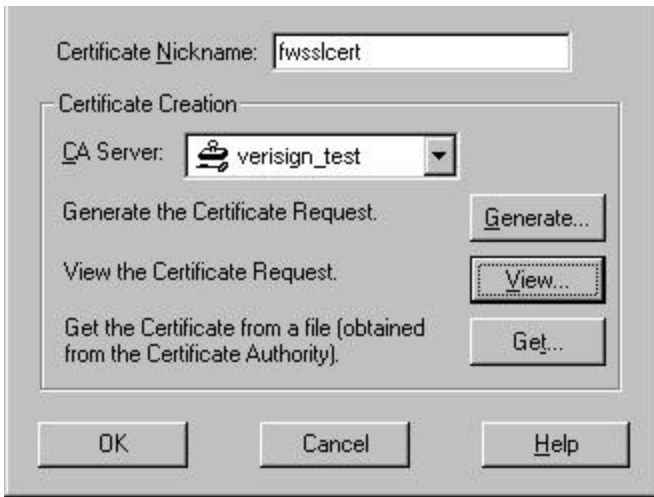 Certificate Nickname: fwsslcert
Certificate Creation
CA Server: verisign_test
Generate the Certificate Request. Generate...
View the Certificate Request. View...
Get the Certificate from a file (obtained
from the Certificate Authority). Get...
OK Cancel Help